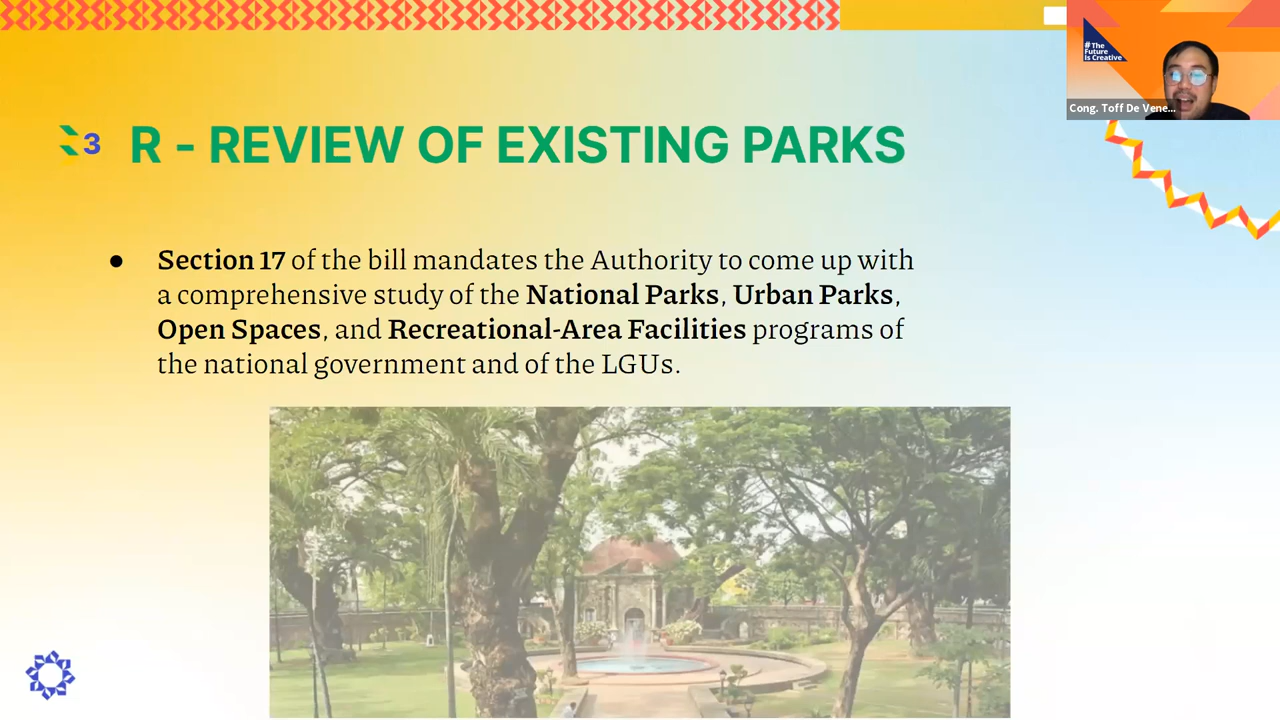 #The
Future
Is Creative
Cong. Toff De Vene...
3 R - REVIEW OF EXISTING PARKS
● Section 17 of the bill mandates the Authority to come up with
a comprehensive study of the National Parks, Urban Parks,
Open Spaces, and Recreational-Area Facilities programs of
the national government and of the LGUs.